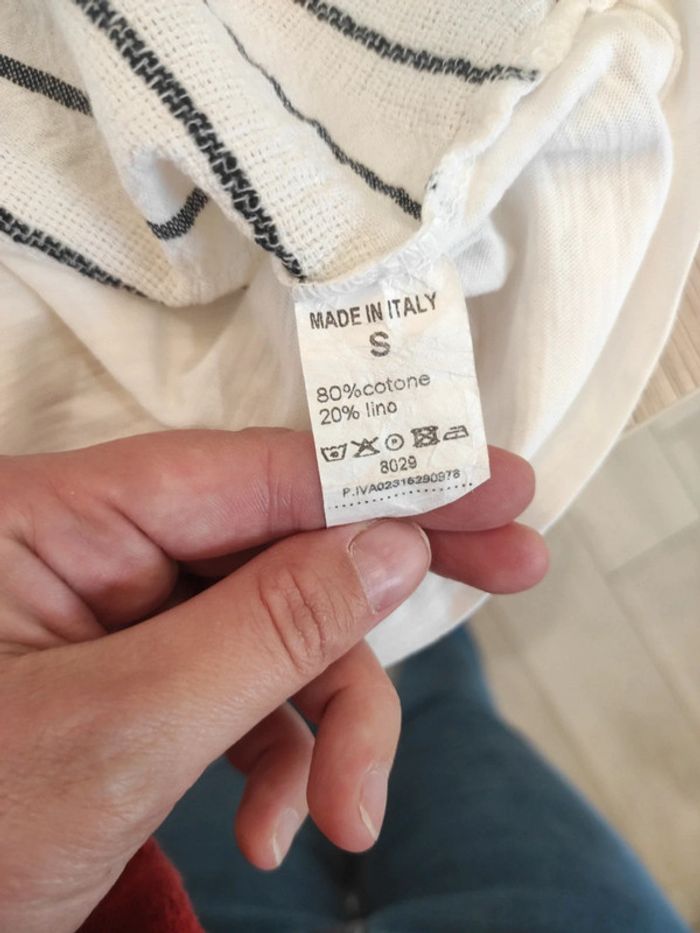 MADE IN ITALY
S
80%cotone
20% lino
8029
P.IVA02316290978